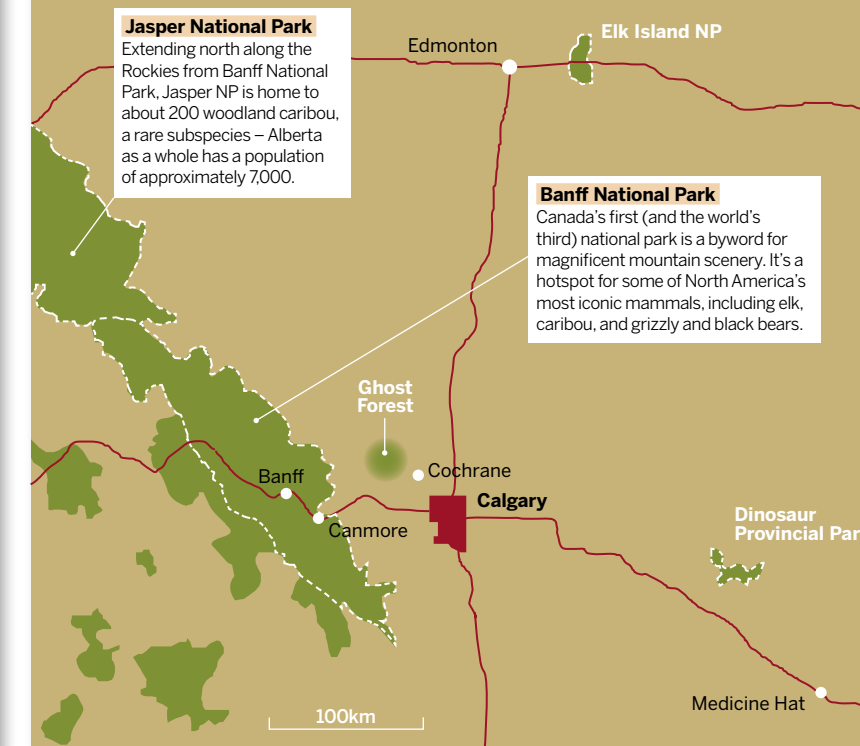 Jasper National Park
Extending north along the
Rockies from Banff National
Park, Jasper NP is home to
about 200 woodland caribou,
a rare subspecies – Alberta
as a whole has a population
of approximately 7,000.
Edmonton
Elk Island NP
Banff National Park
Canada's first (and the world's
third) national park is a byword for
magnificent mountain scenery. It's a
hotspot for some of North America's
most iconic mammals, including elk,
caribou, and grizzly and black bears.
Ghost
Forest
Cochrane
Banff
Calgary
Canmore
Dinosaur
Provincial Par
Medicine Hat
100km